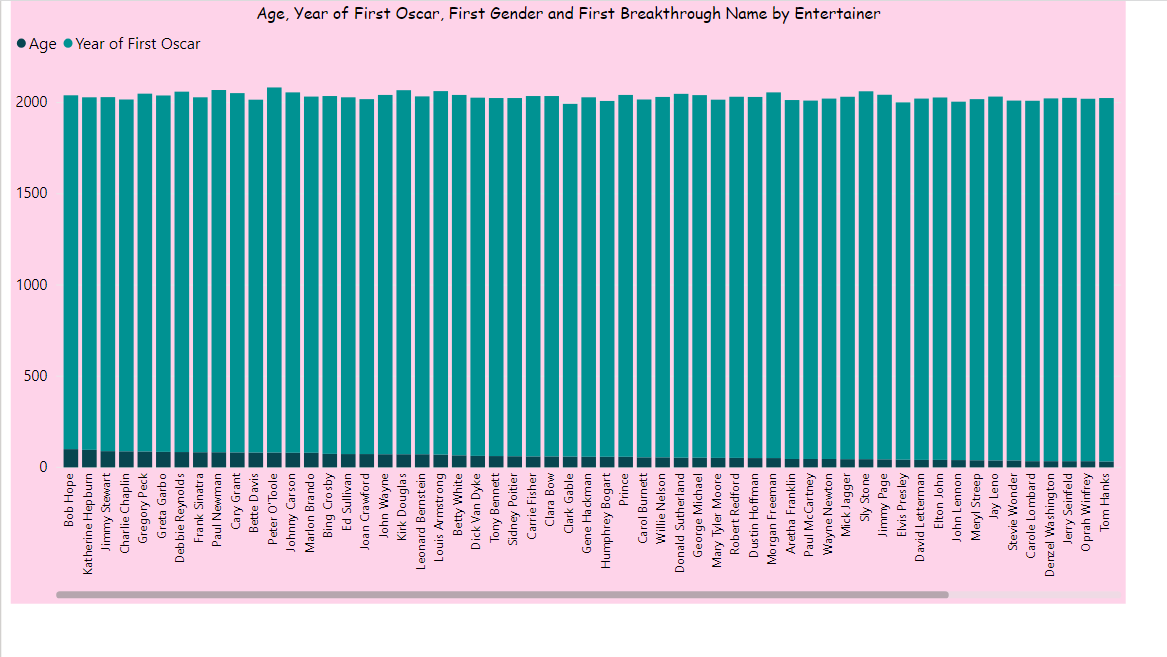 Age, Year of First Oscar, First Gender and First Breakthrough Name by Entertainer
Age
Year of First Oscar
2000
1500
1000
500
0
Bob Hope
Katherine Hepburn
Jimmy Stewart
Charlie Chaplin
Gregory Peck
Greta Garbo
Debbie Reynolds
Frank Sinatra
Paul Newman
Cary Grant
Bette Davis
Peter O'Toole
Johnny Carson
Marlon Brando
Bing Crosby
Ed Sullivan
Joan Crawford
John Wayne
Kirk Douglas
Leonard Bernstein
Louis Armstrong
Betty White
Dick Van Dyke
Tony Bennett
Sidney Poitier
Carrie Fisher
Clara Bow
Clark Gable
Gene Hackman
Humphrey Bogart
Prince
Carol Burnett
Willie Nelson
Donald Sutherland
George Michael
Mary Tyler Moore
Robert Redford
Dustin Hoffman
Morgan Freeman
Aretha Franklin
Paul McCartney
Wayne Newton
Mick Jagger
Sly Stone
Jimmy Page
Elvis Presley
David Letterman
Elton John
John Lennon
Meryl Streep
Jay Leno
Stevie Wonder
Carole Lombard
Denzel Washington
Jerry Seinfeld
Oprah Winfrey
Tom Hanks